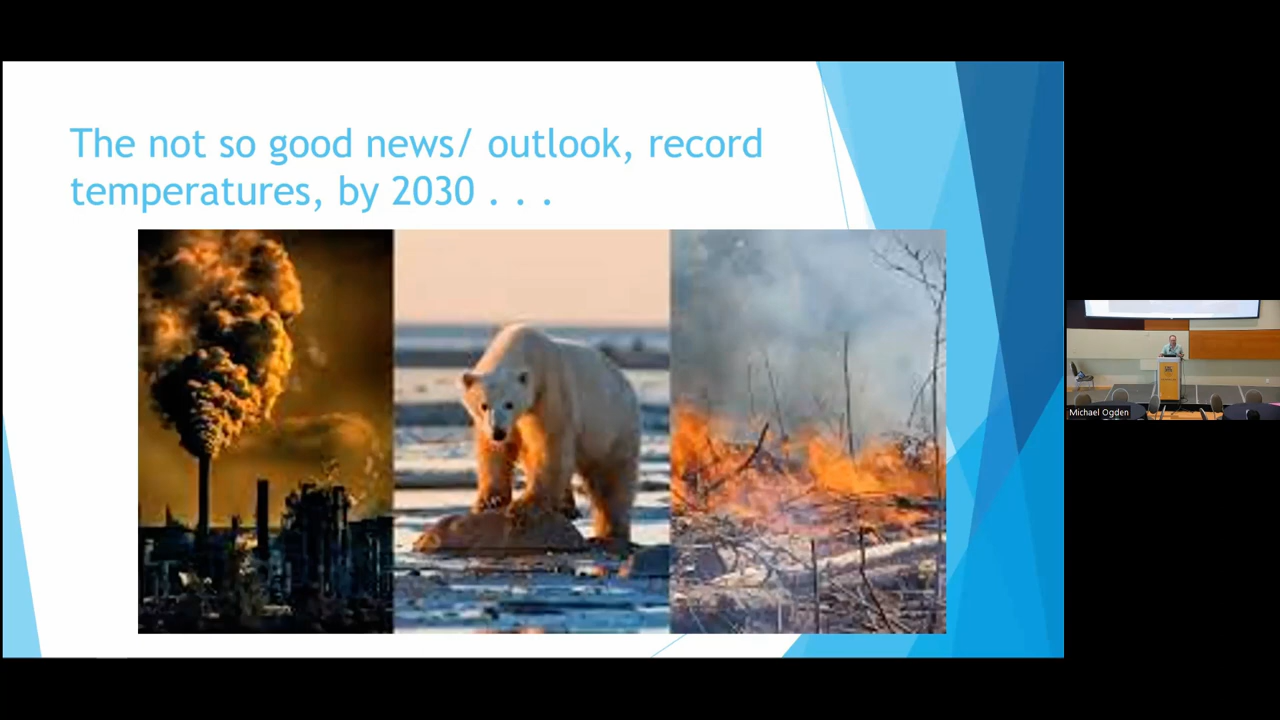 The not so good news/ outlook, record
temperatures, by 2030 . . .
Michael Ogden